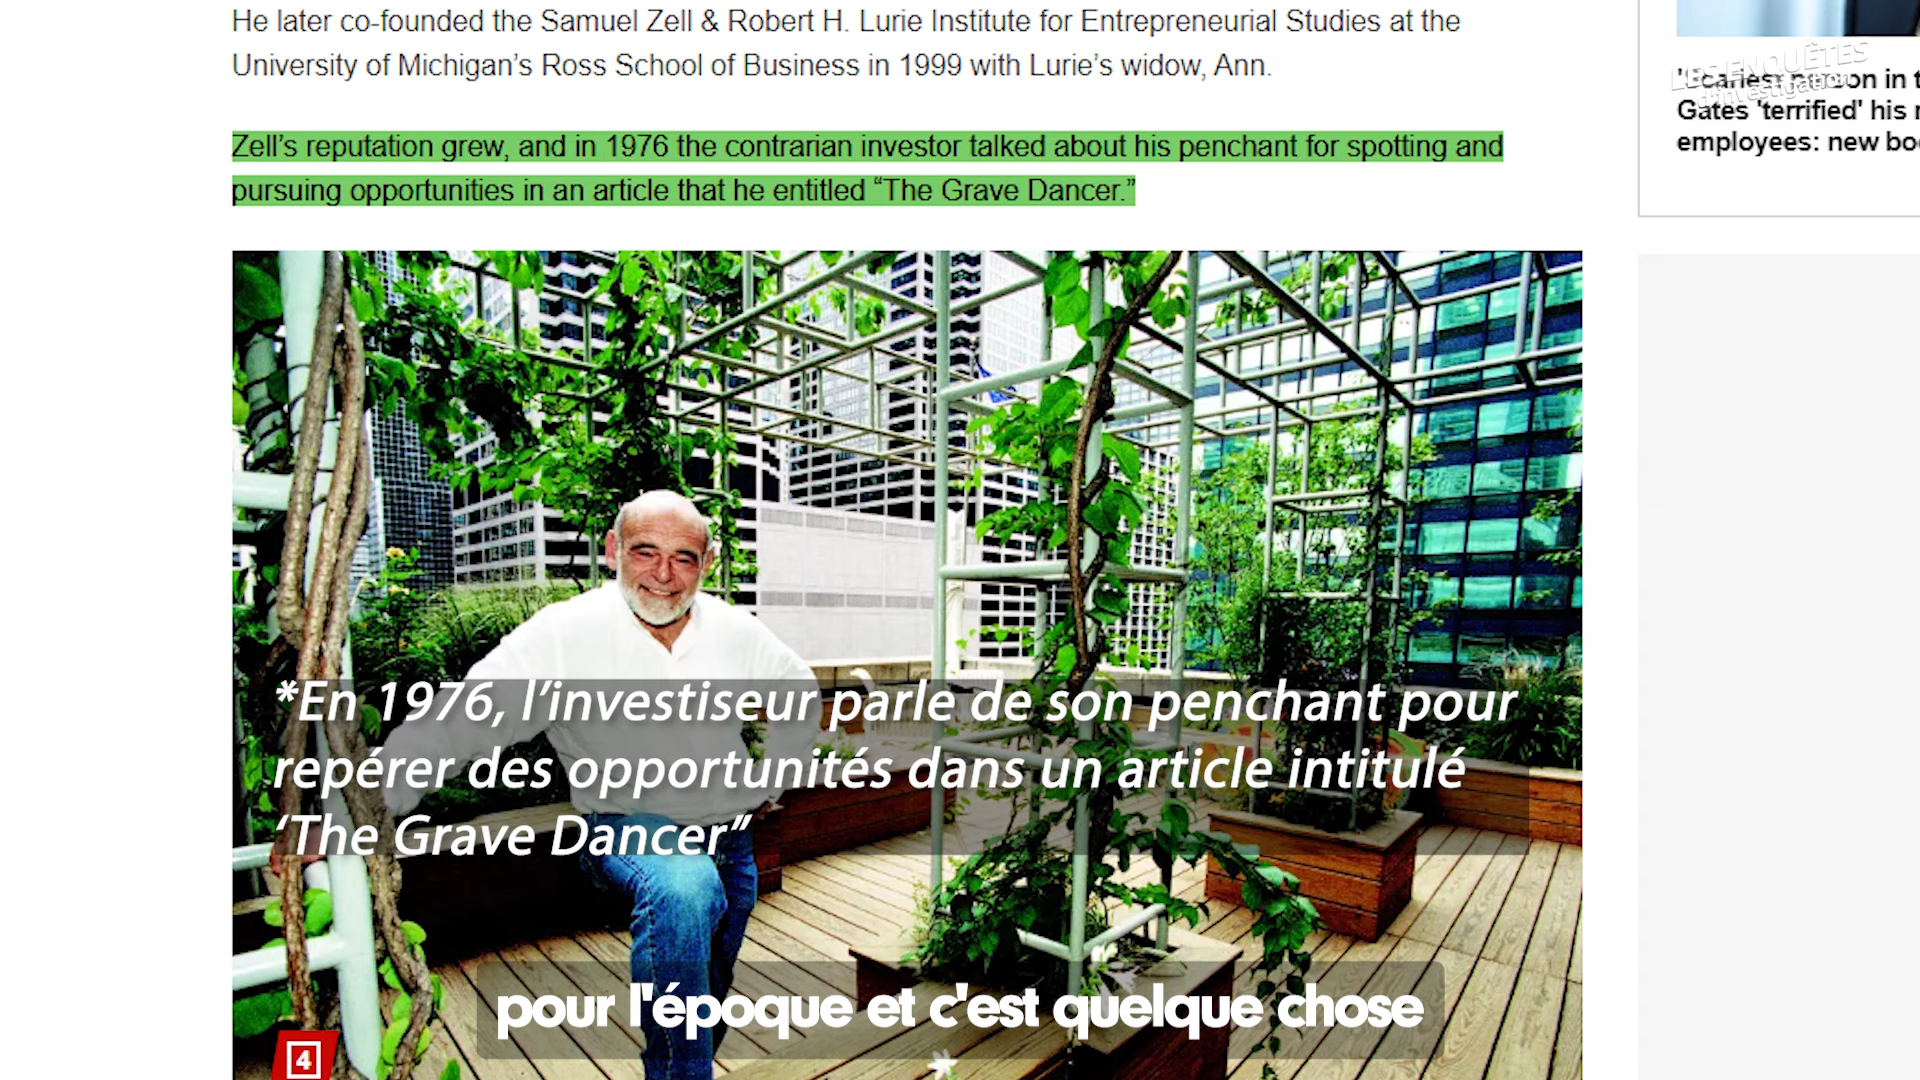 He later co-founded the Samuel Zell & Robert H. Lurie Institute for Entrepreneurial Studies at the
University of Michigan’s Ross School of Business in 1999 with Lurie’s widow, Ann.
Zell’s reputation grew, and in 1976 the contrarian investor talked about his penchant for spotting and
pursuing opportunities in an article that he entitled “The Grave Dancer.”
LES ENQUÊTES
d'investigation
Gates 'terrified' his
employees: new
*En 1976, l’investiseur parle de son penchant pour
repérer des opportunités dans un article intitulé
‘The Grave Dancer”
pour l'époque et c'est quelque chose
4